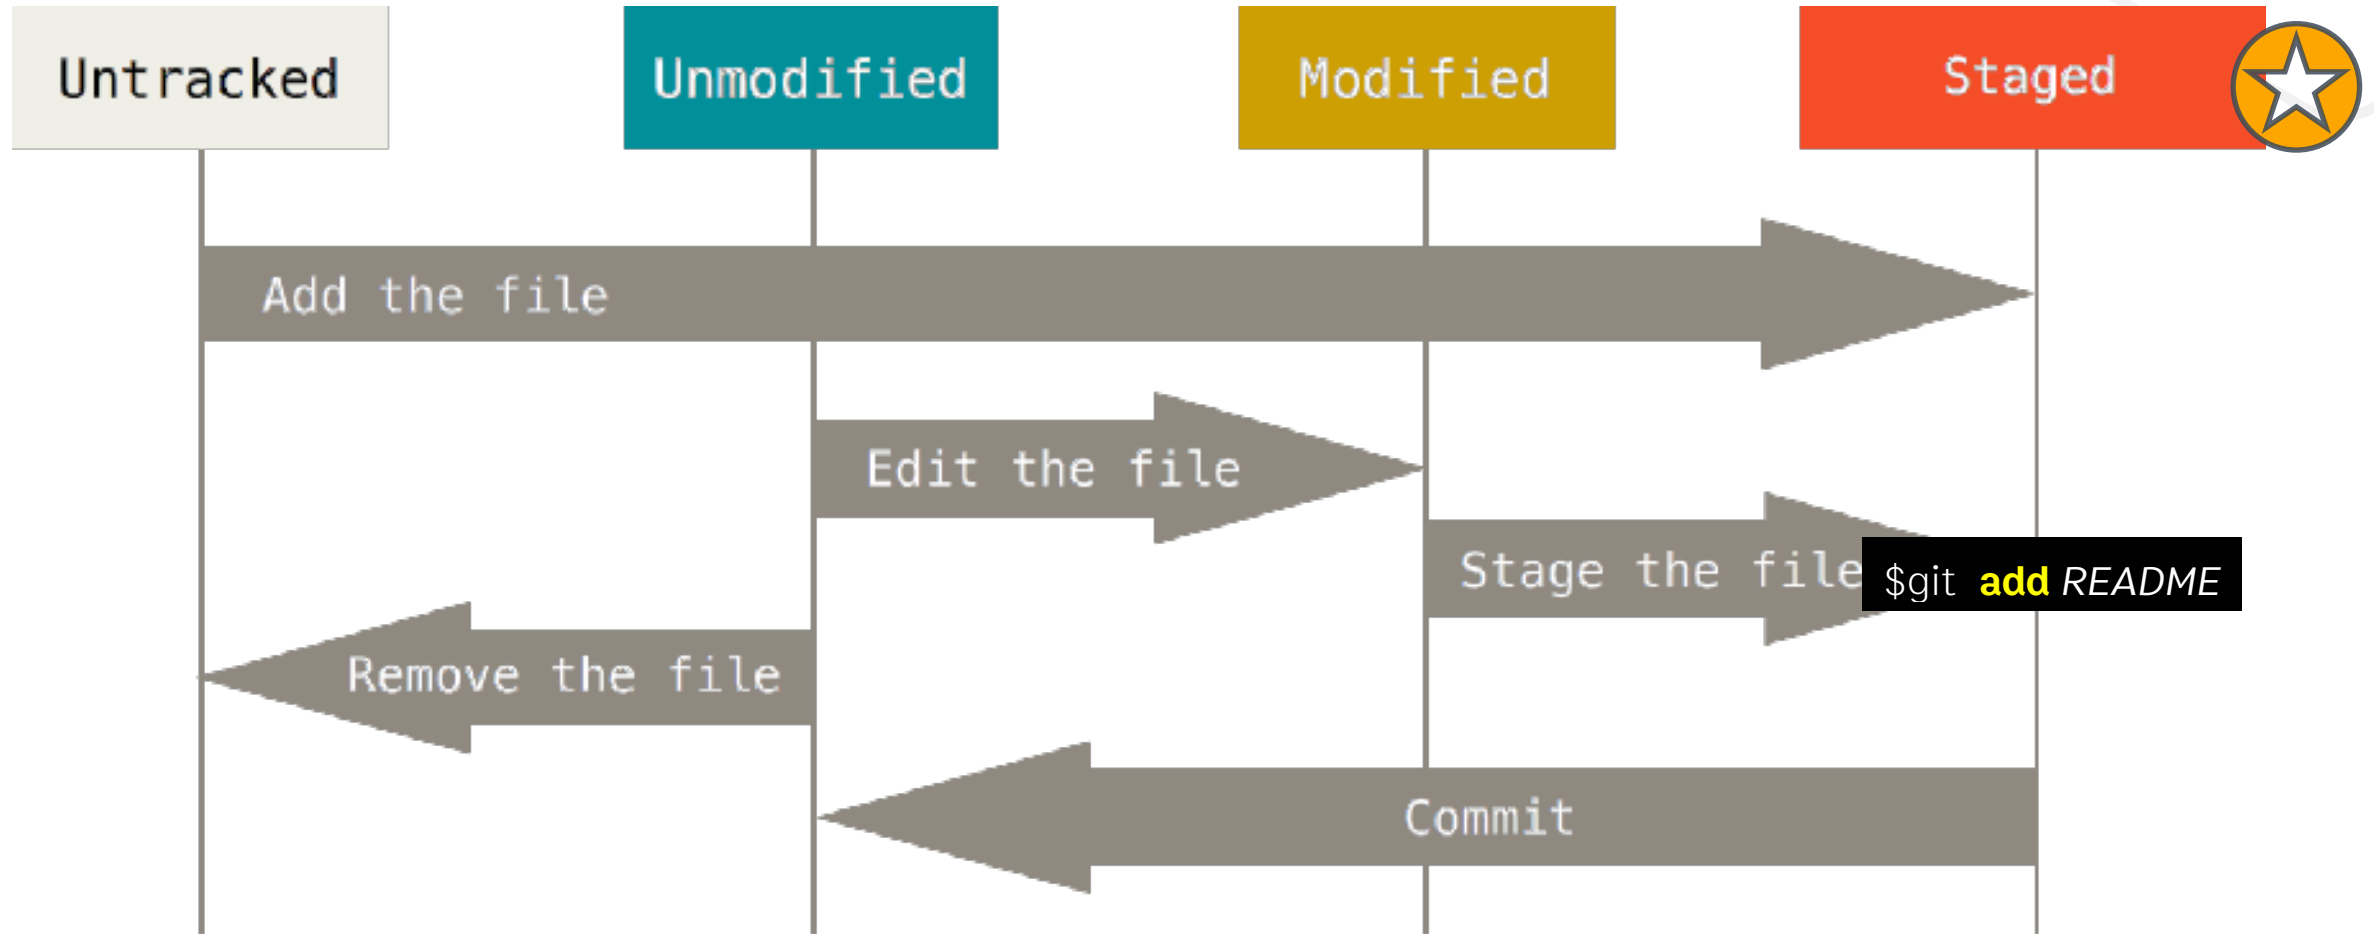 Untracked
Unmodified
Modified
Staged
Add the file
Edit the file
Stage the file
$git add README
Remove the file
Commit